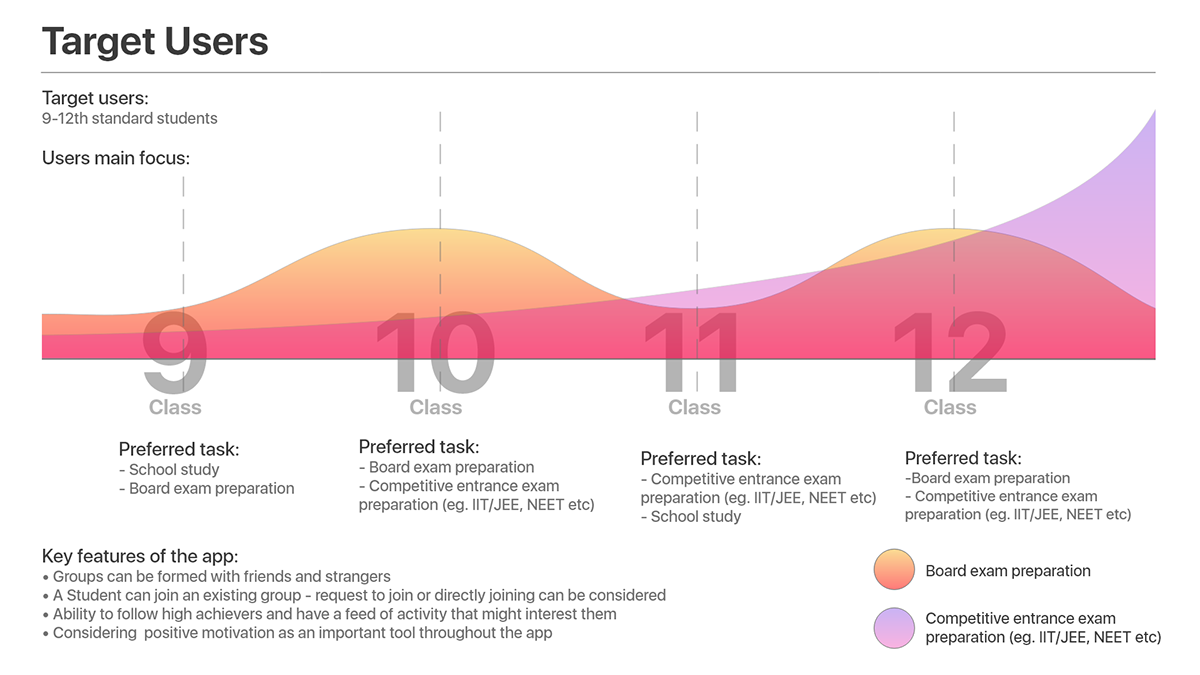 Target Users
Target users:
9-12th standard students
Users main focus:
9
Class
10
Class
11
Class
12
Class
Preferred task:
- School study
- Board exam preparation
Preferred task:
- Board exam preparation
- Competitive entrance exam
preparation (eg. IIT/JEE, NEET etc)
Preferred task:
- Competitive entrance exam
preparation (eg. IIT/JEE, NEET etc)
- School study
Preferred task:
-Board exam preparation
- Competitive entrance exam
preparation (eg. IIT/JEE, NEET etc)
Key features of the app:
• Groups can be formed with friends and strangers
• A Student can join an existing group - request to join or directly joining can be considered
• Ability to follow high achievers and have a feed of activity that might interest them
• Considering  positive motivation as an important tool throughout the app
Board exam preparation
Competitive entrance exam
preparation (eg. IIT/JEE, NEET etc)